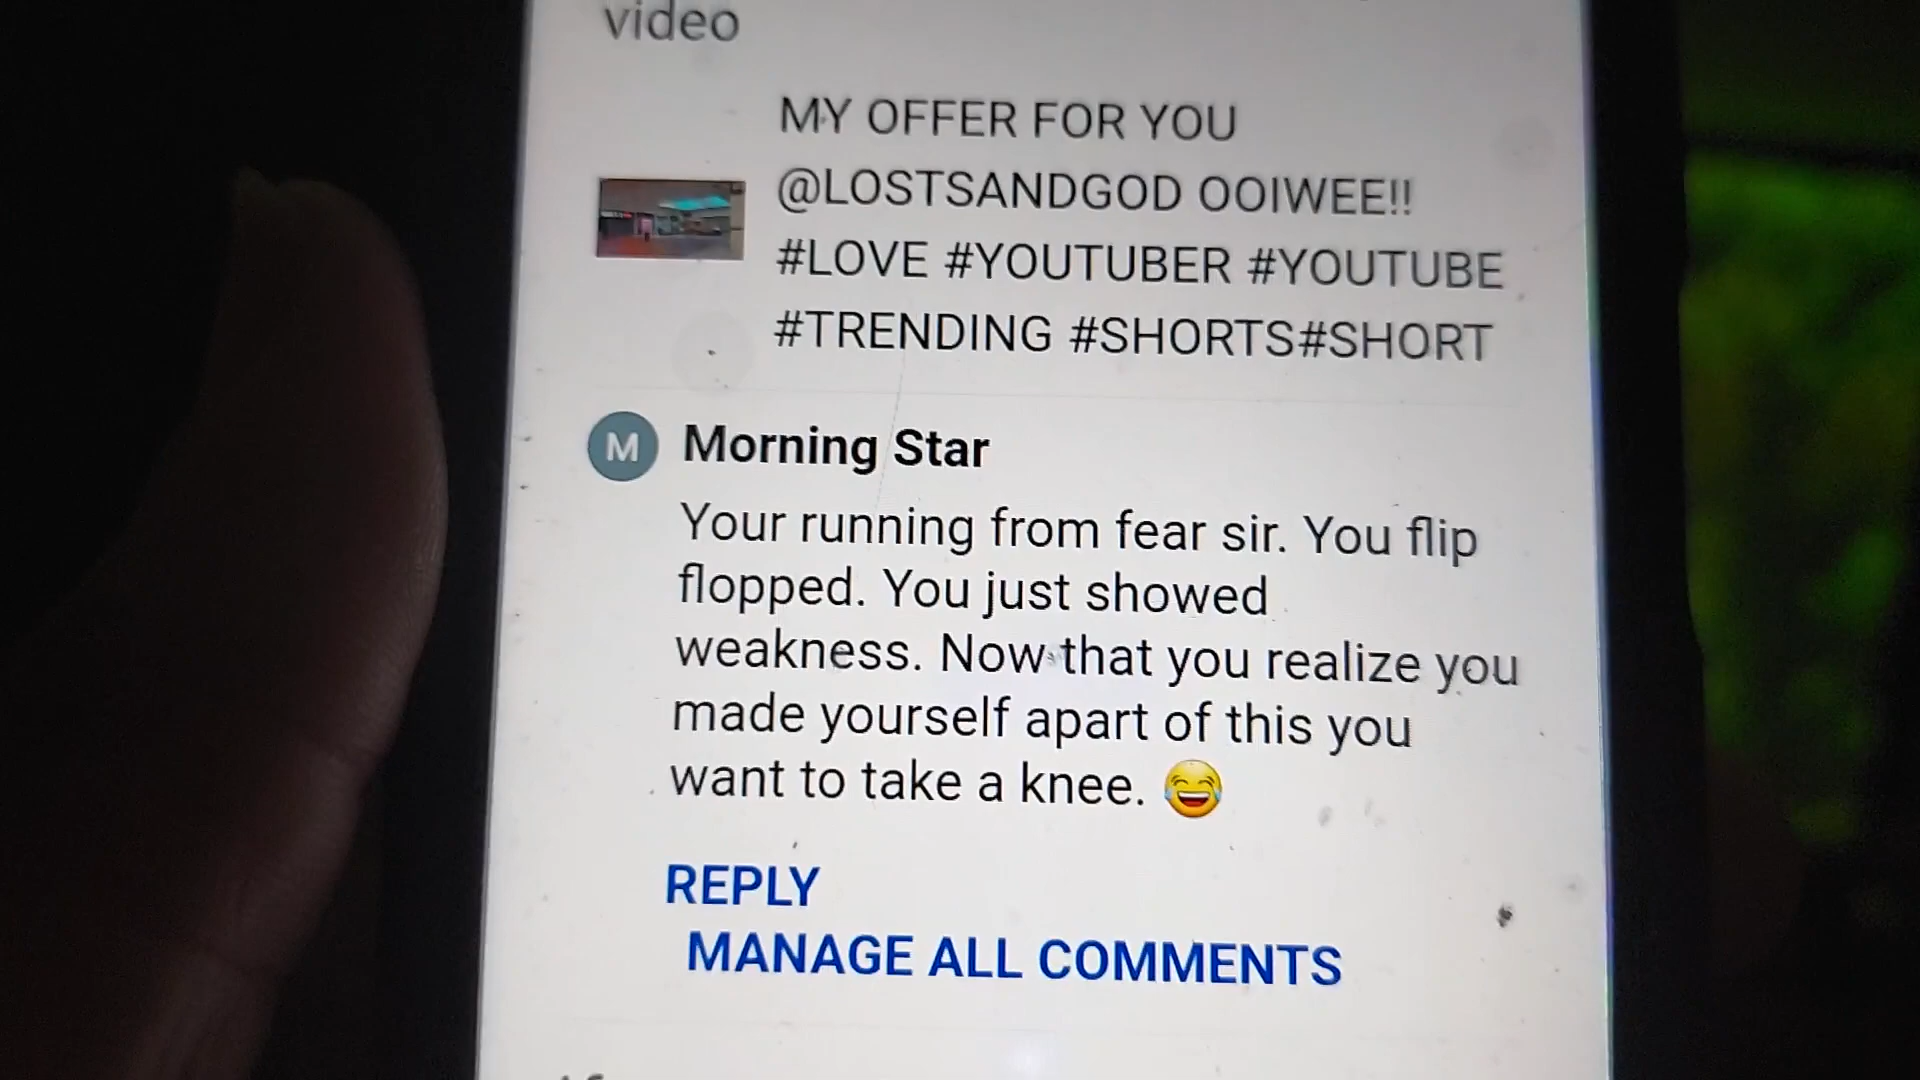 video
MY OFFER FOR YOU
@LOSTSANDGOD OOIWEE!!
#LOVE #YOUTUBER #YOUTUBE
#TRENDING #SHORTS#SHORT
M Morning Star
Your running from fear sir. You flip
flopped. You just showed
weakness. Now that you realize you
made yourself apart of this you
want to take a knee. 😂
REPLY
MANAGE ALL COMMENTS